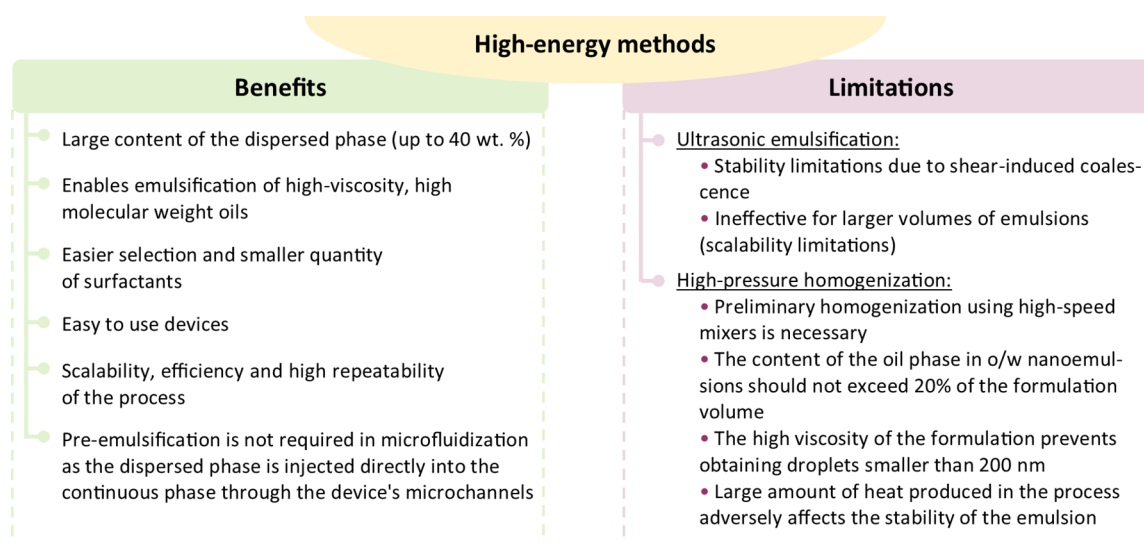 High-energy methods
Benefits
Large content of the dispersed phase (up to 40 wt. %)
Enables emulsification of high-viscosity, high
molecular weight oils
Easier selection and smaller quantity
of surfactants
Easy to use devices
Scalability, efficiency and high repeatability
of the process
Pre-emulsification is not required in microfluidization
as the dispersed phase is injected directly into the
continuous phase through the device's microchannels
Limitations
Ultrasonic emulsification:
• Stability limitations due to shear-induced coales-
cence
• Ineffective for larger volumes of emulsions
(scalability limitations)
High-pressure homogenization:
• Preliminary homogenization using high-speed
mixers is necessary
• The content of the oil phase in o/w nanoemul-
sions should not exceed 20% of the formulation
volume
• The high viscosity of the formulation prevents
obtaining droplets smaller than 200 nm
• Large amount of heat produced in the process
adversely affects the stability of the emulsion